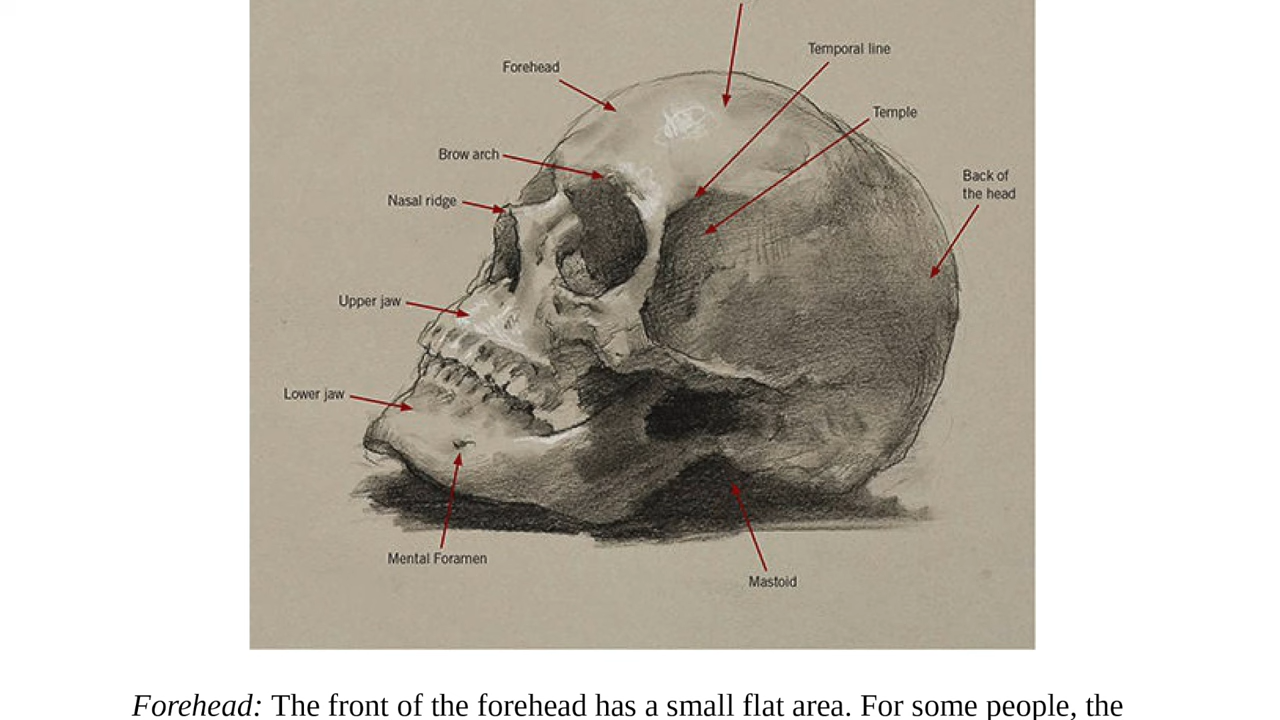 Temporal line
Forehead
Temple
Brow arch
Back of
the head
Nasal ridge
Upper jaw
Lower jaw
Mental Foramen
Mastoid
Forehead: The front of the forehead has a small flat area. For some people, the